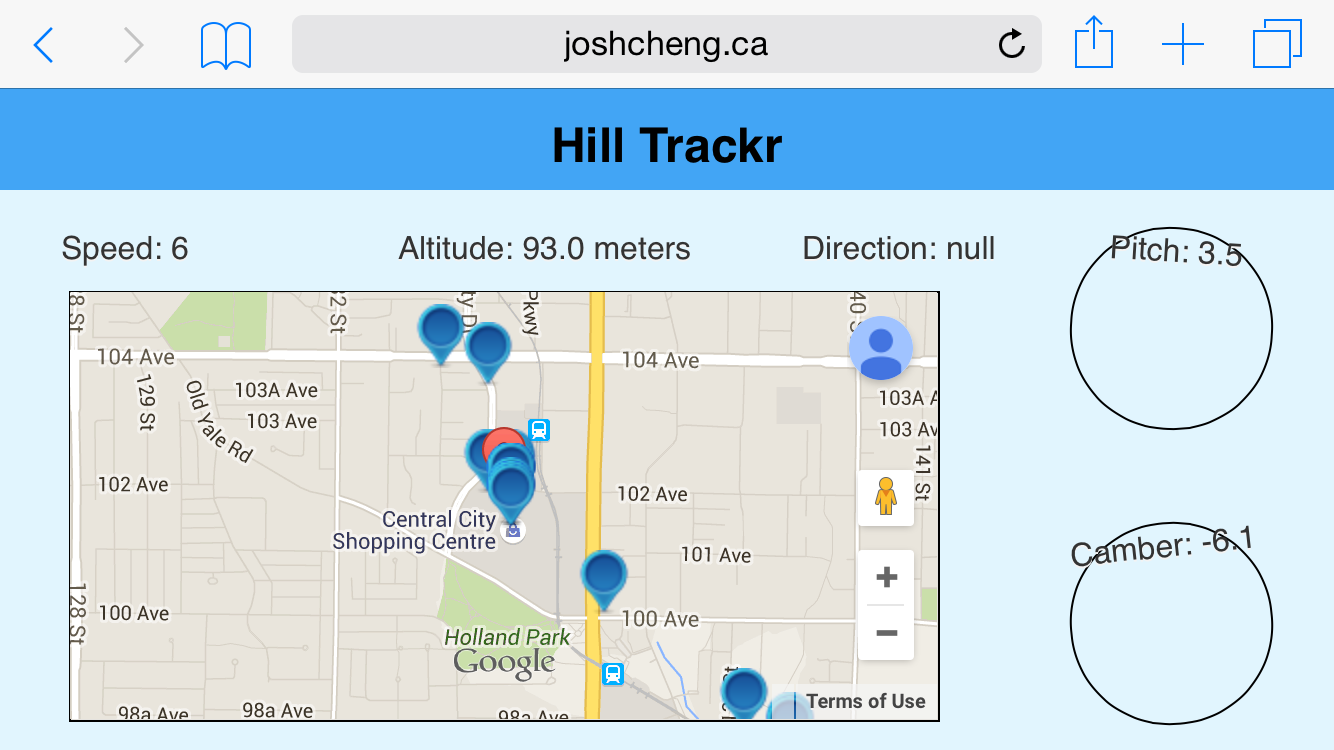 joshcheng.ca
Hill Trackr
Speed: 6
Altitude: 93.0 meters
Direction: null
Pitch: 3.5
Camber: -6.1
8 St
32 St
ty D
Pkwy
40 S
104 Ave
104 Ave
129 St
Old Yale Rd
103A Ave
103 Ave
103A A
103 Av
141 St
102 Ave
102 Ave
Central City
Shopping Centre
101 Ave
128 St
100 Ave
100 Ave
Holland Park
Google
98a Ave
98a Ave
98a Ave
Terms of Use